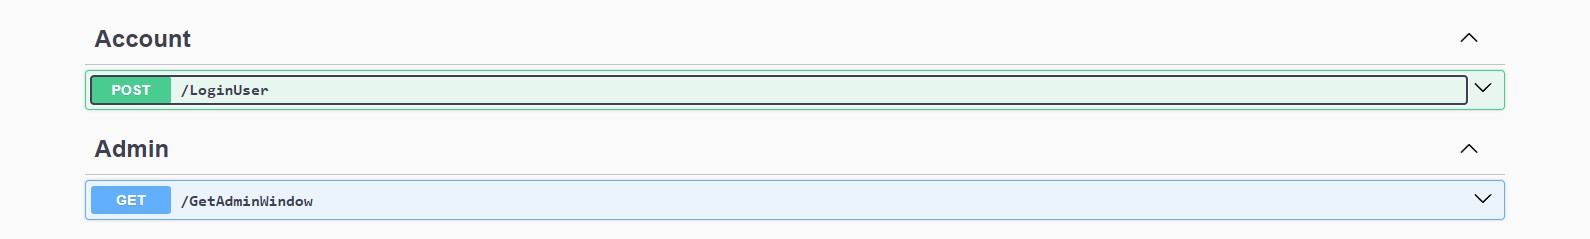 Account
POST /LoginUser
Admin
GET /GetAdminWindow